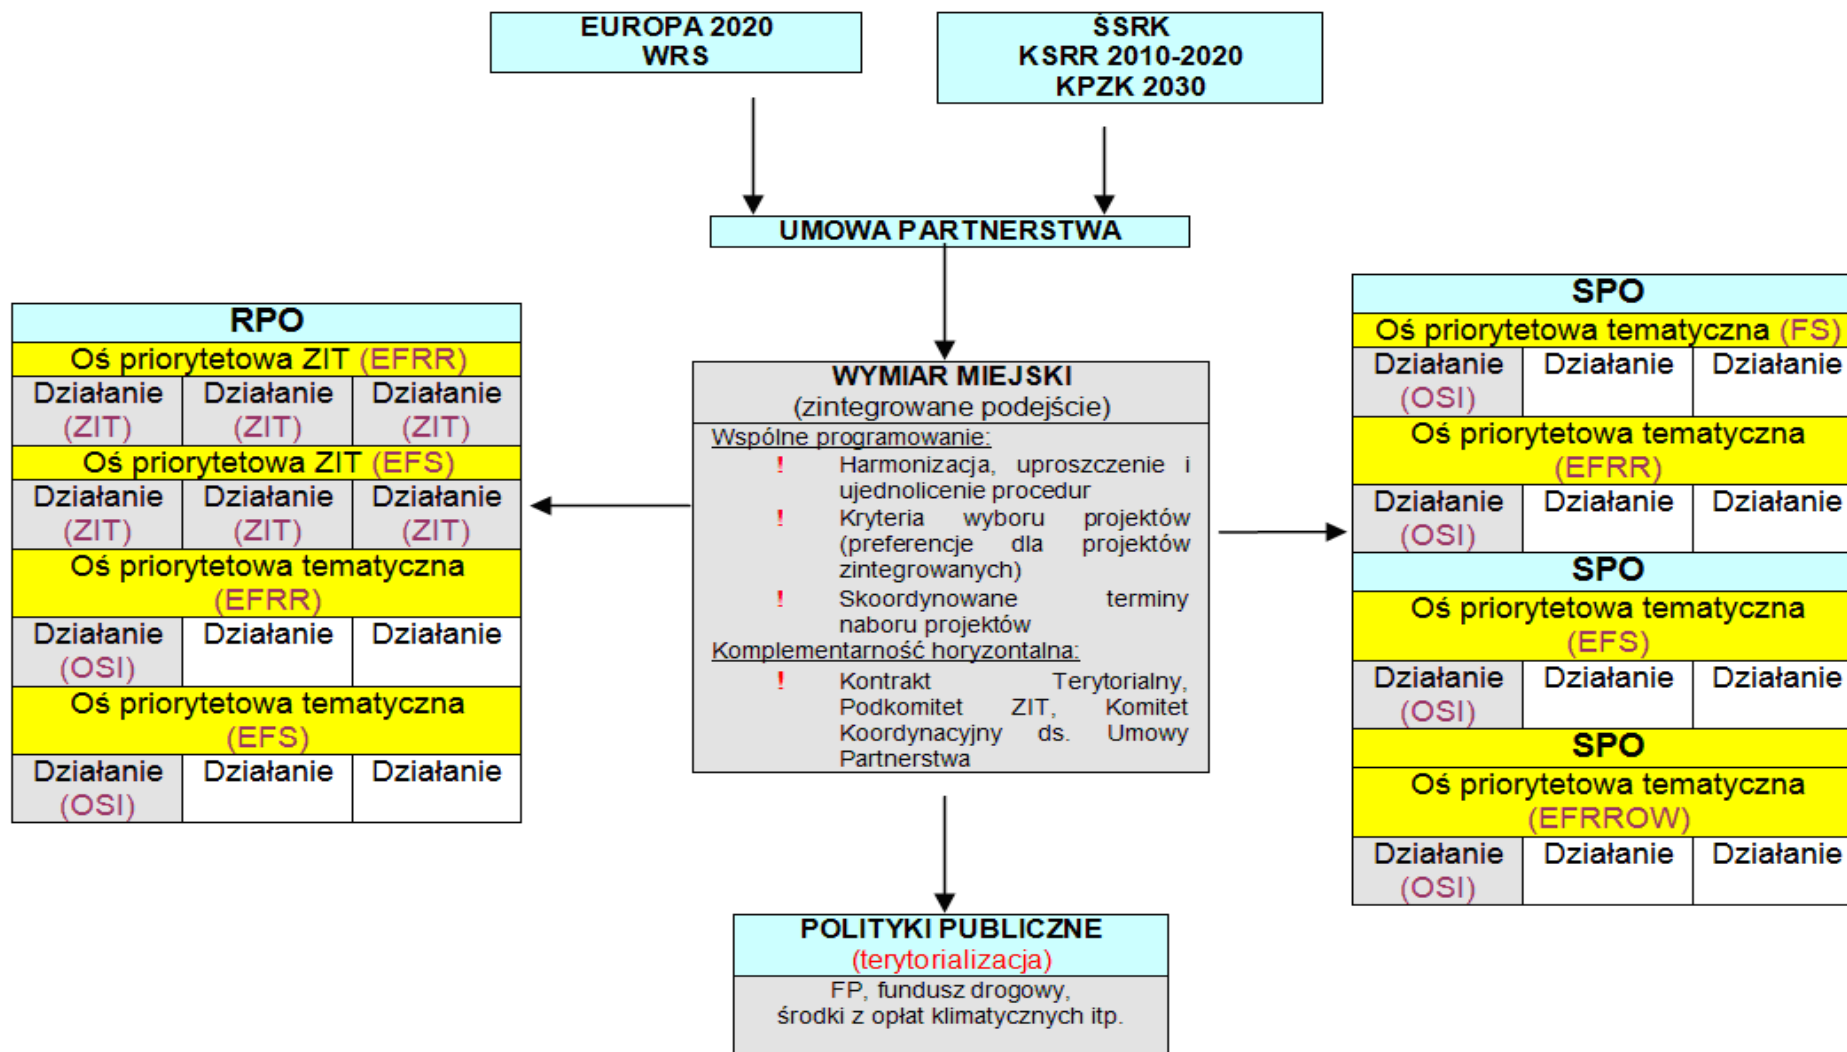 EUROPA 2020
WRS
ŚSRK
KSRR 2010-2020
KPZK 2030
UMOWA PARTNERSTWA
RPO
Oś priorytetowa ZIT (EFRR)
Działanie Działanie Działanie
(ZIT) (ZIT) (ZIT)
Oś priorytetowa ZIT (EFS)
Działanie Działanie Działanie
(ZIT) (ZIT) (ZIT)
Oś priorytetowa tematyczna
(EFRR)
Działanie Działanie Działanie
(OSI)
Oś priorytetowa tematyczna
(EFS)
Działanie Działanie Działanie
(OSI)
WYMIAR MIEJSKI
(zintegrowane podejście)
Wspólne programowanie:
! Harmonizacja, uproszczenie i
ujednolicenie procedur
! Kryteria wyboru projektów
(preferencje dla projektów
zintegrowanych)
! Skoordynowane terminy
naboru projektów
Komplementarność horyzontalna:
! Kontrakt Terytorialny,
Podkomitet ZIT, Komitet
Koordynacyjny ds. Umowy
Partnerstwa
SPO
Oś priorytetowa tematyczna (FS)
Działanie Działanie Działanie
(OSI)
Oś priorytetowa tematyczna
(EFRR)
Działanie Działanie Działanie
(OSI)
SPO
Oś priorytetowa tematyczna
(EFS)
Działanie Działanie Działanie
(OSI)
SPO
Oś priorytetowa tematyczna
(EFRROW)
Działanie Działanie Działanie
(OSI)
POLITYKI PUBLICZNE
(terytorializacja)
FP, fundusz drogowy,
środki z opłat klimatycznych itp.